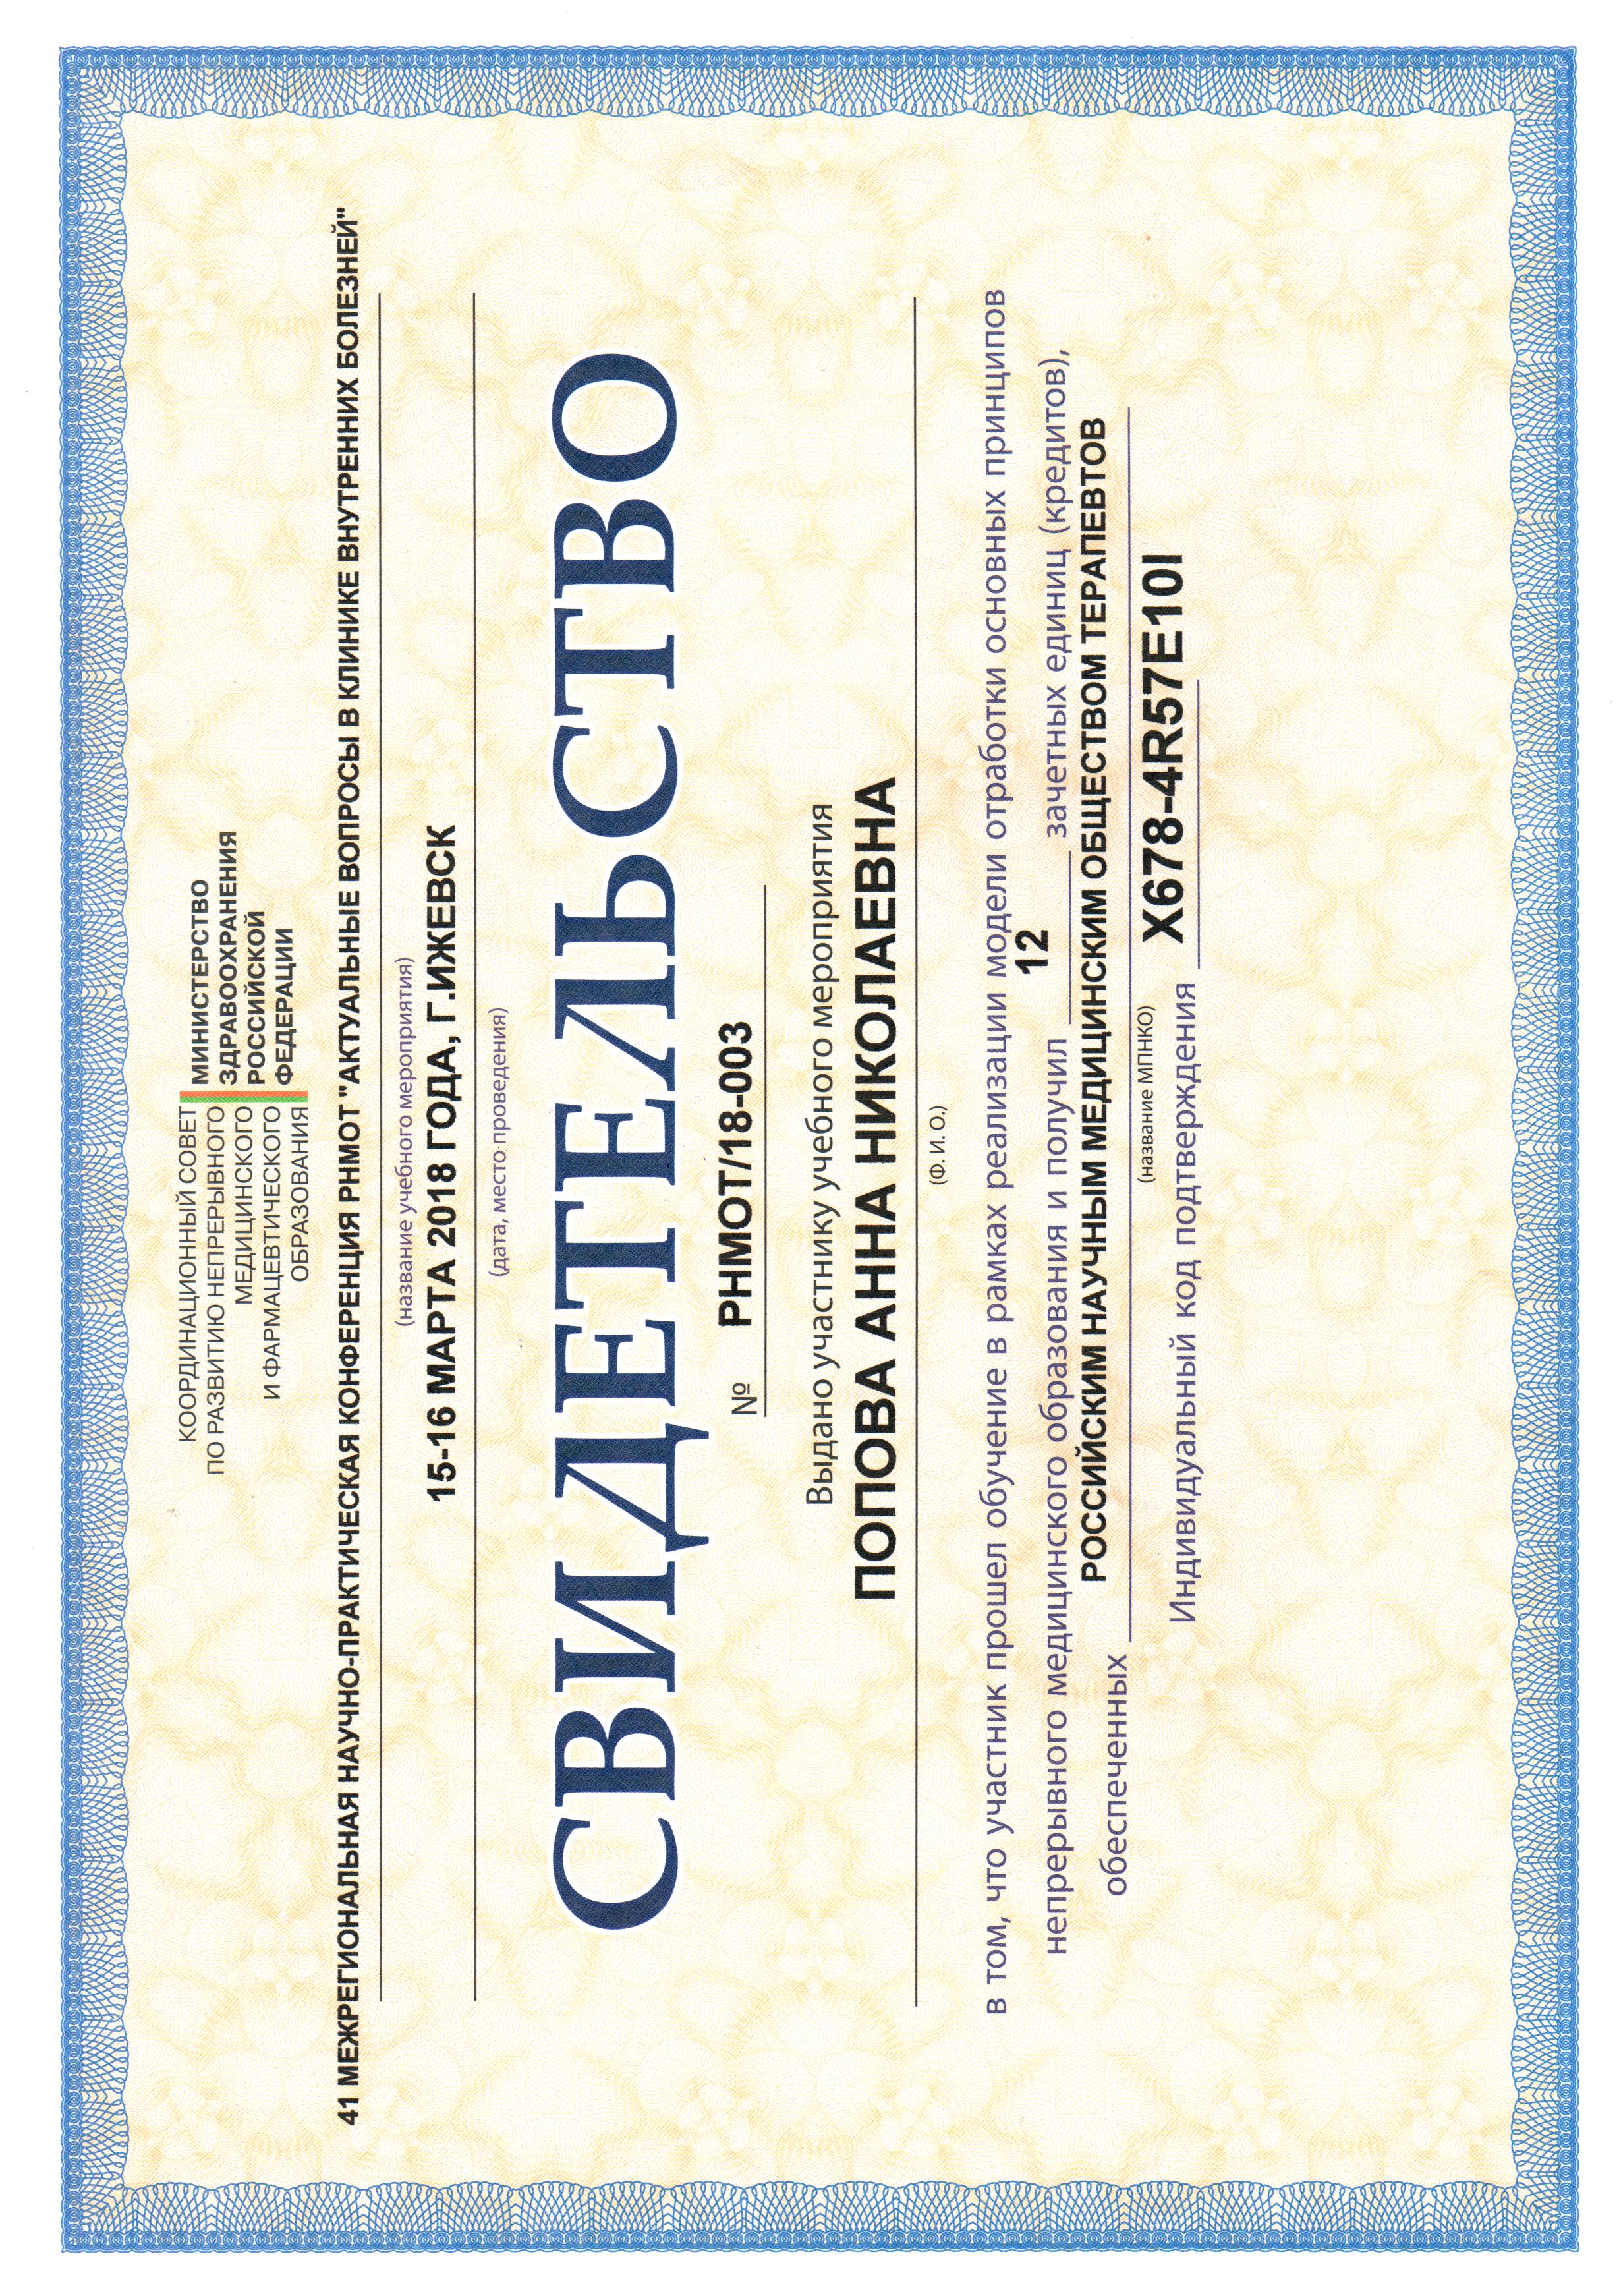 КООРДИНАЦИОННЫЙ СОВЕТ
ПО РАЗВИТИЮ НЕПРЕРЫВНОГО
МЕДИЦИНСКОГО
И ФАРМАЦЕВТИЧЕСКОГО
ОБРАЗОВАНИЯ
МИНИСТЕРСТВО
ЗДРАВООХРАНЕНИЯ
РОССИЙСКОЙ
ФЕДЕРАЦИИ
41 МЕЖРЕГИОНАЛЬНАЯ НАУЧНО-ПРАКТИЧЕСКАЯ КОНФЕРЕНЦИЯ РНМОТ "АКТУАЛЬНЫЕ ВОПРОСЫ В КЛИНИКЕ ВНУТРЕННИХ БОЛЕЗНЕЙ"
(название учебного мероприятия)
15-16 МАРТА 2018 ГОДА, Г.ИЖЕВСК
(дата, место проведения)
СВИДЕТЕЛЬСТВО
№ РНМОТ/18-003
Выдано участнику учебного мероприятия
ПОПОВА АННА НИКОЛАЕВНА
(Ф. И. О.)
в том, что участник прошел обучение в рамках реализации модели отработки основных принципов
непрерывного медицинского образования и получил 12 зачетных единиц (кредитов),
обеспеченных РОССИЙСКИМ НАУЧНЫМ МЕДИЦИНСКИМ ОБЩЕСТВОМ ТЕРАПЕВТОВ
(название МПНКО)
Индивидуальный код подтверждения X678-4R57E10I